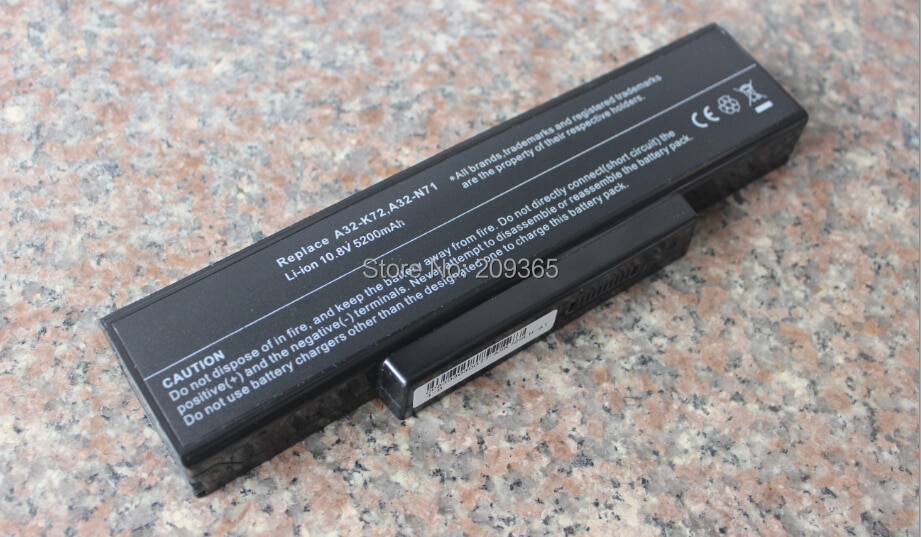 Replace A32-K72,A32-N71
Li-ion 10.8V 5200mAh
*All brands,trademarks and registered trademarks
are the property of their respective holders.
CE
CAUTION
Do not dispose of in fire, and keep the battery away from fire. Do not directly connect(short circuit) the
positive(+) and the negative(-) terminals. Never attempt to disassemble or reassemble the battery pack.
Do not use battery chargers other than the designated one to charge this battery pack.
Store No: 209365